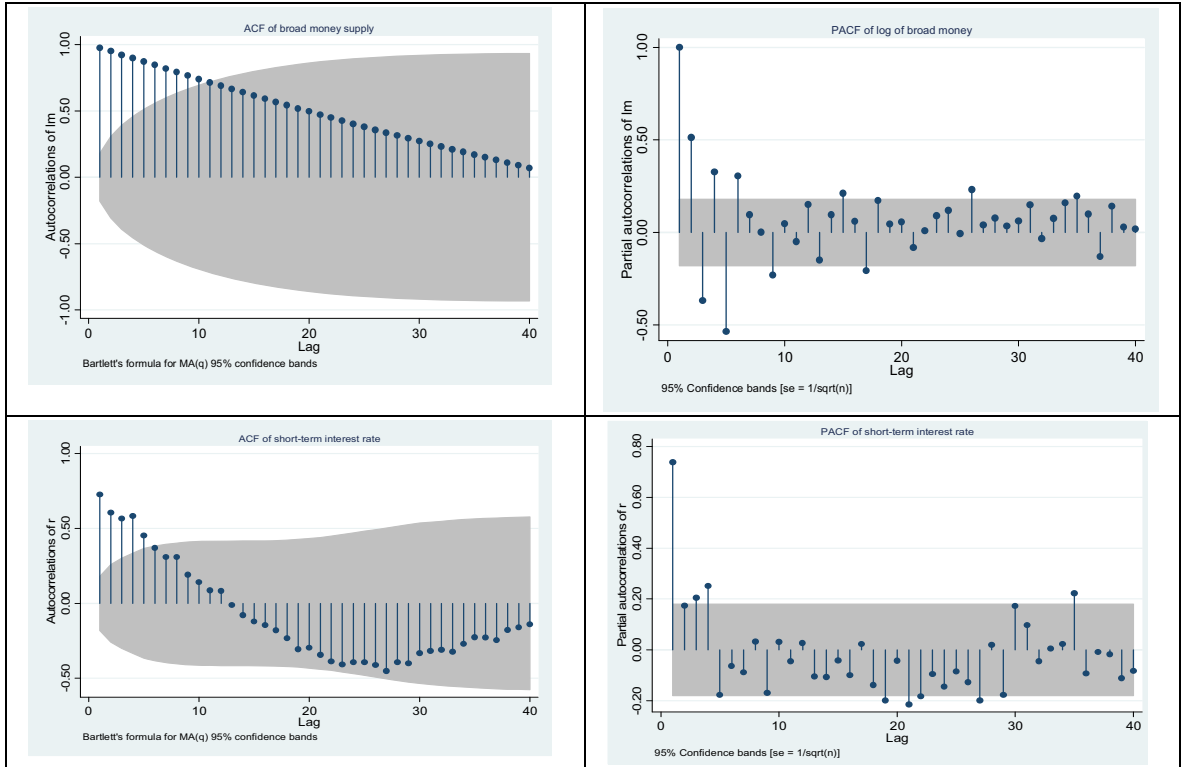 ACF of broad money supply
Autocorrelations of lm
1.00
0.50
0.00
-0.50
-1.00
0 10 20 30 40
Lag
Bartlett's formula for MA(q) 95% confidence bands
PACF of log of broad money
Partial autocorrelations of lm
1.00
0.50
0.00
-0.50
0 10 20 30 40
Lag
95% Confidence bands [se = 1/sqrt(n)]
ACF of short-term interest rate
Autocorrelations of r
1.00
0.50
0.00
-0.50
0 10 20 30 40
Lag
Bartlett's formula for MA(q) 95% confidence bands
PACF of short-term interest rate
Partial autocorrelations of r
0.80
0.60
0.40
0.20
0.00
-0.20
0 10 20 30 40
Lag
95% Confidence bands [se = 1/sqrt(n)]